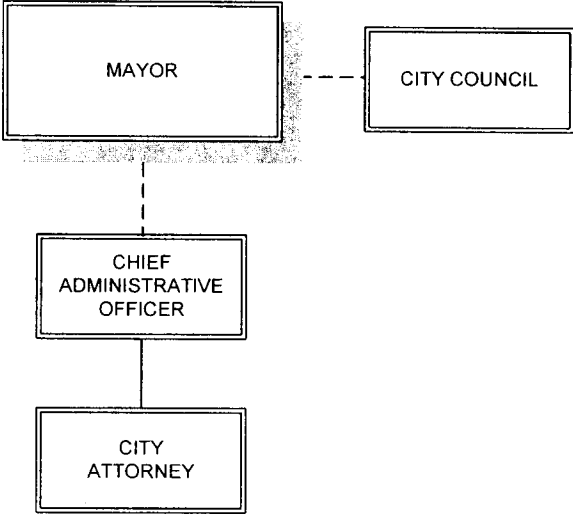 MAYOR
CITY COUNCIL
CHIEF
ADMINISTRATIVE
OFFICER
CITY
ATTORNEY